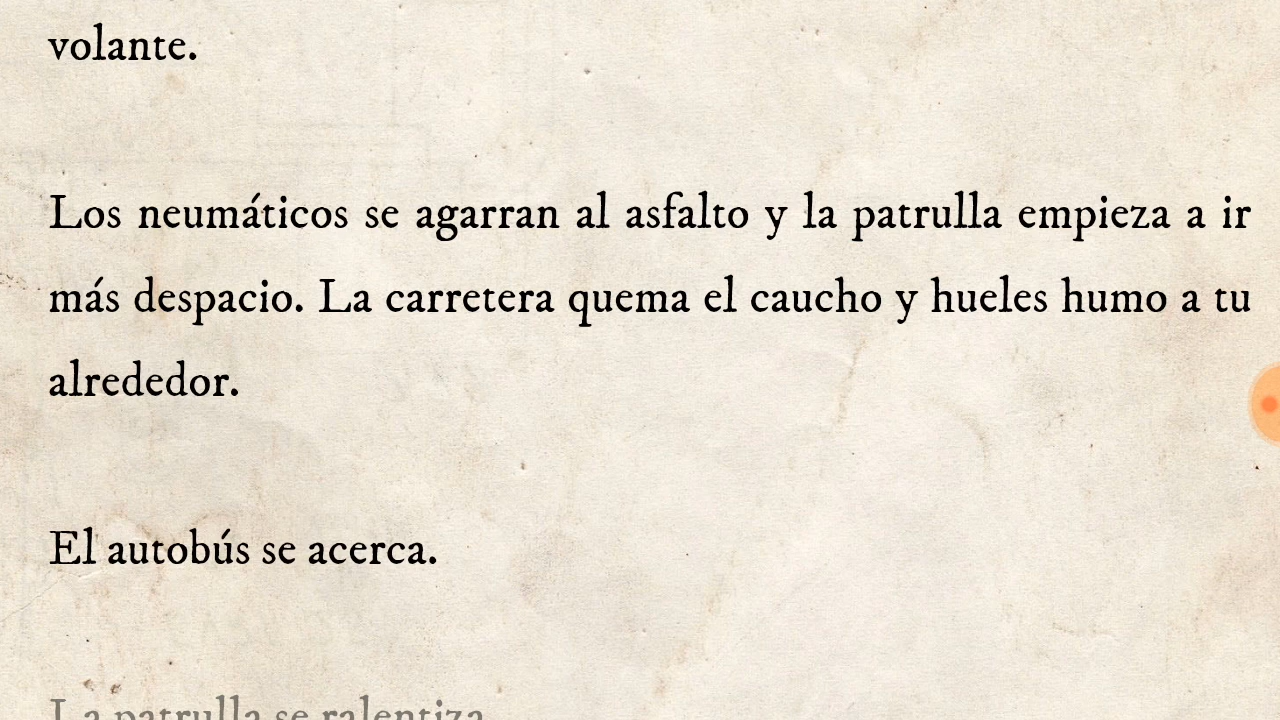 volante.
Los neumáticos se agarran al asfalto y la patrulla empieza a ir
más despacio. La carretera quema el caucho y hueles humo a tu
alrededor.
El autobús se acerca.
La patrulla se ralentiza